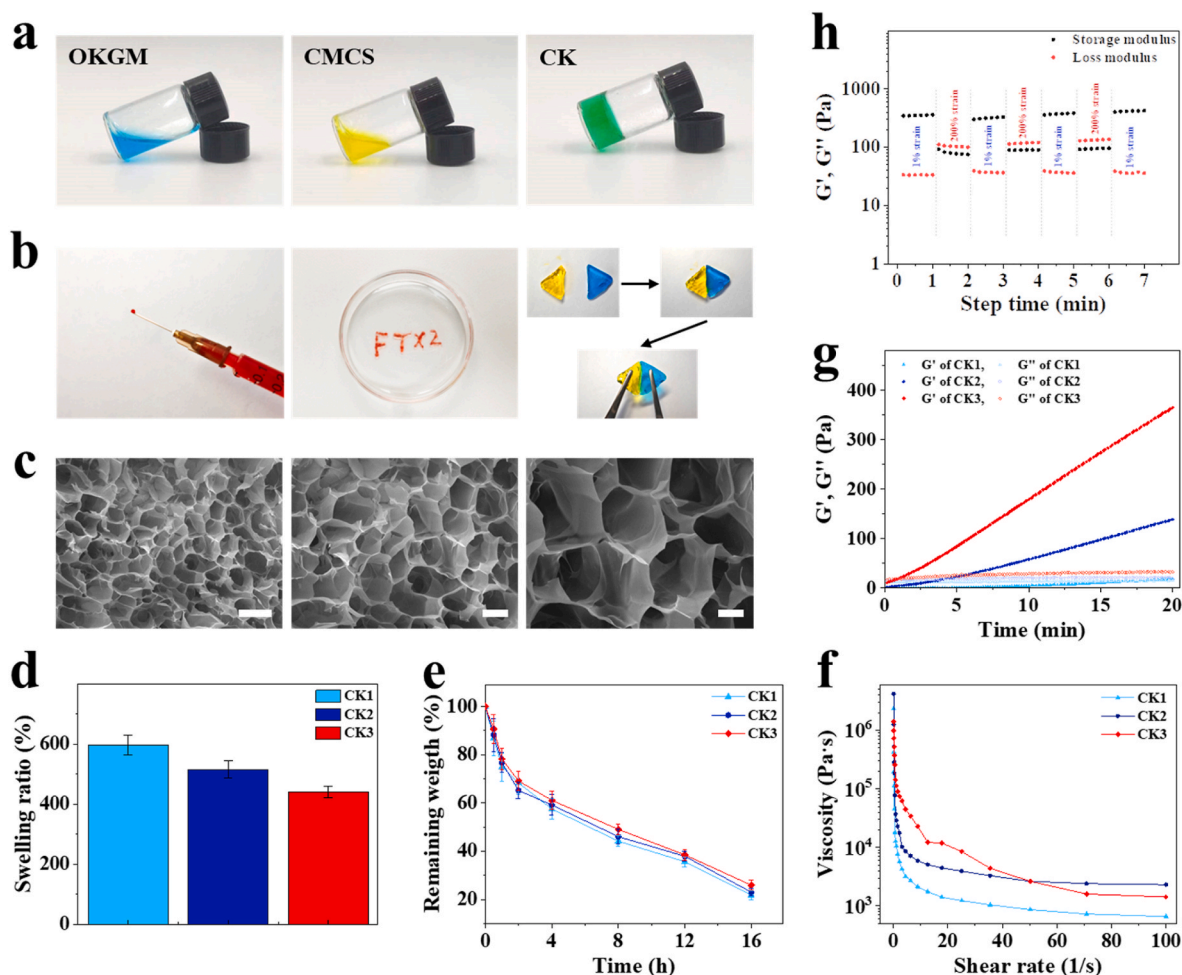 a
OKGM
CMCS
CK
b
FTX2
c
d
Swelling ratio (%)
600
400
200
0
CK1
CK2
CK3
e
Remaining weigth (%)
100
80
60
40
20
0 4 8 12 16
Time (h)
CK1
CK2
CK3
h
Storage modulus
Loss modulus
G', G'' (Pa)
1000
100
10
1
1% strain
200% strain
1% strain
200% strain
1% strain
200% strain
1% strain
0 1 2 3 4 5 6 7
Step time (min)
g
G' of CK1, G'' of CK1
G' of CK2, G'' of CK2
G' of CK3, G'' of CK3
G', G'' (Pa)
400
300
200
100
0
0 5 10 15 20
Time (min)
f
CK1
CK2
CK3
Viscosity (Pa·s)
10⁶
10⁵
10⁴
10³
0 20 40 60 80 100
Shear rate (1/s)